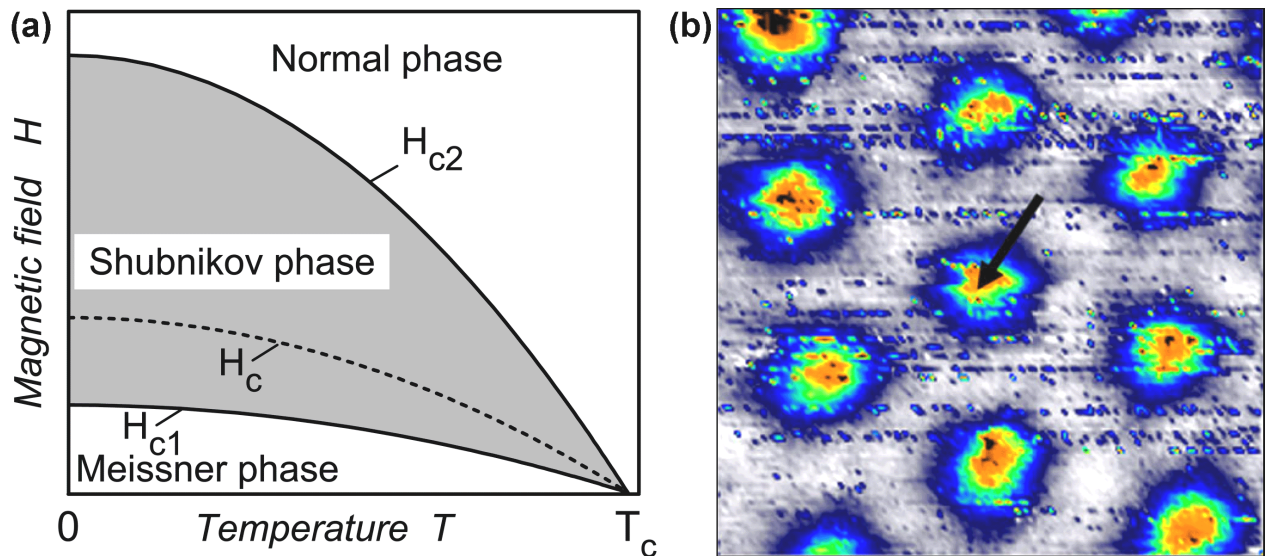 (a)
Normal phase
H_c2
Shubnikov phase
H_c
H_c1
Meissner phase
Magnetic field H
0
Temperature T
T_c
(b)